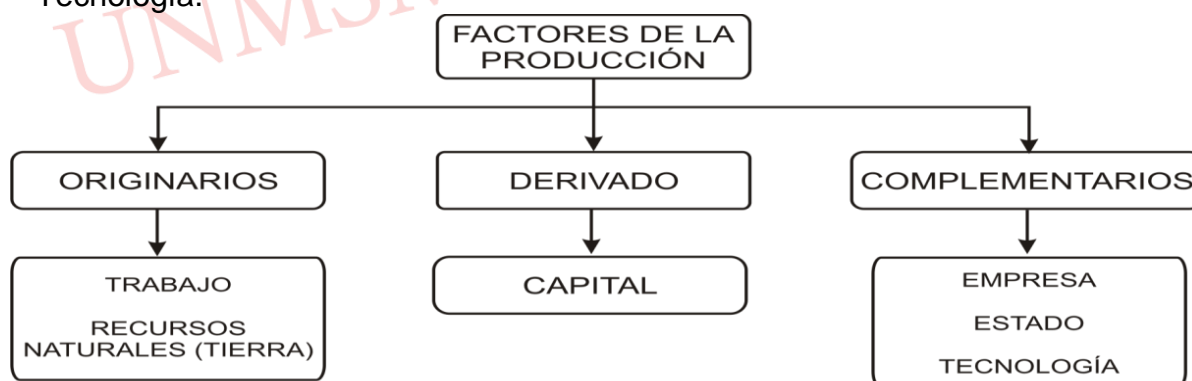 Tecnología.
UNMSM
FACTORES DE LA
PRODUCCIÓN
ORIGINARIOS
DERIVADO
COMPLEMENTARIOS
TRABAJO
RECURSOS
NATURALES (TIERRA)
CAPITAL
EMPRESA
ESTADO
TECNOLOGÍA